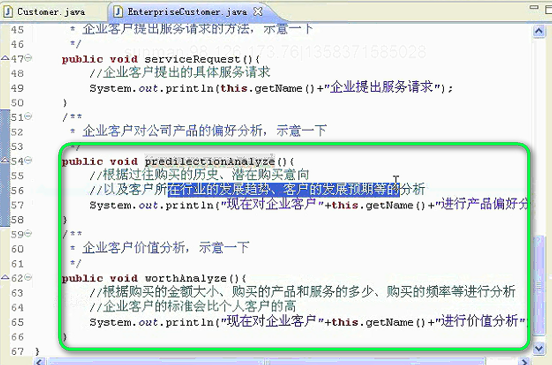 Customer.java
EnterpriseCustomer.java
45 * 企业客户提出服务请求的方法，示意一下
46 */
47 public void serviceRequest(){
48 //企业客户提出的具体服务请求
49 System.out.println(this.getName()+"企业提出服务请求");
50 }
51 /**
52 * 企业客户对公司产品的偏好分析，示意一下
53 */
54 public void predilectionAnalyze(){
55 //根据过往购买的历史、潜在购买意向
56 //以及客户所在行业的发展趋势、客户的发展预期等的分析
57 System.out.println("现在对企业客户"+this.getName()+"进行产品偏好分
58 }
59 /**
60 * 企业客户价值分析，示意一下
61 */
62 public void worthAnalyze(){
63 //根据购买的金额大小、购买的产品和服务的多少、购买的频率等进行分析
64 //企业客户的标准会比个人客户的高
65 System.out.println("现在对企业客户"+this.getName()+"进行价值分析"
66 }
67 }